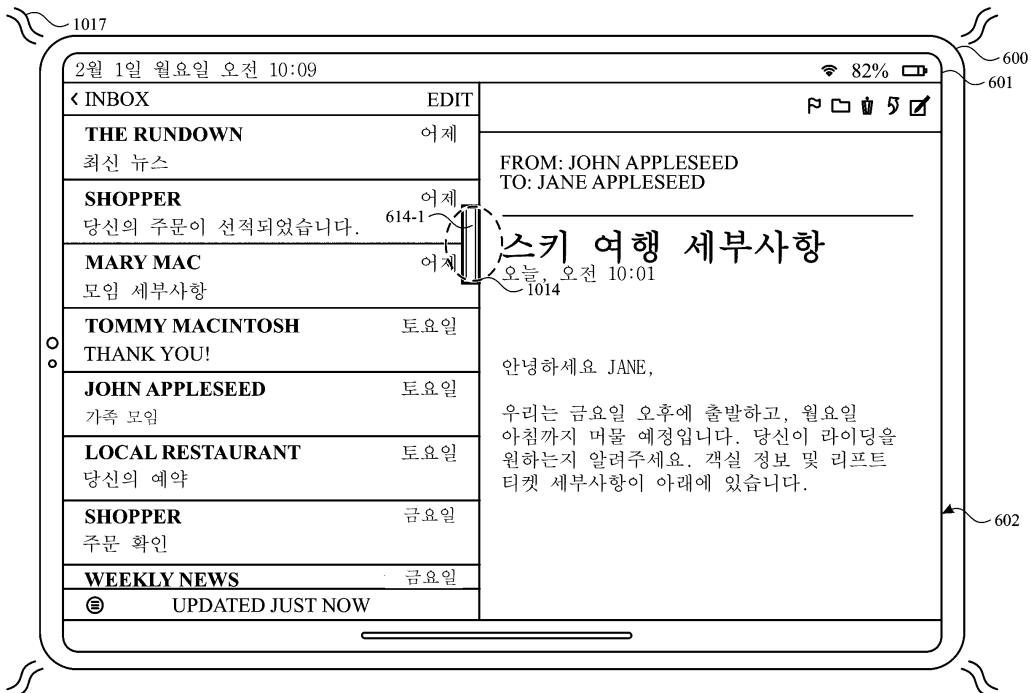 1017
600
2월 1일 월요일 오전 10:09
82%
601
< INBOX
EDIT
THE RUNDOWN 어제
최신 뉴스
SHOPPER 어제
당신의 주문이 선적되었습니다.
614-1
MARY MAC 어제
모임 세부사항
TOMMY MACINTOSH 토요일
THANK YOU!
JOHN APPLESEED 토요일
가족 모임
LOCAL RESTAURANT 토요일
당신의 예약
SHOPPER 금요일
주문 확인
WEEKLY NEWS 금요일
UPDATED JUST NOW
FROM: JOHN APPLESEED
TO: JANE APPLESEED
스키 여행 세부사항
오늘, 오전 10:01
1014
안녕하세요 JANE,
우리는 금요일 오후에 출발하고, 월요일
아침까지 머물 예정입니다. 당신이 라이딩을
원하는지 알려주세요. 객실 정보 및 리프트
티켓 세부사항이 아래에 있습니다.
602